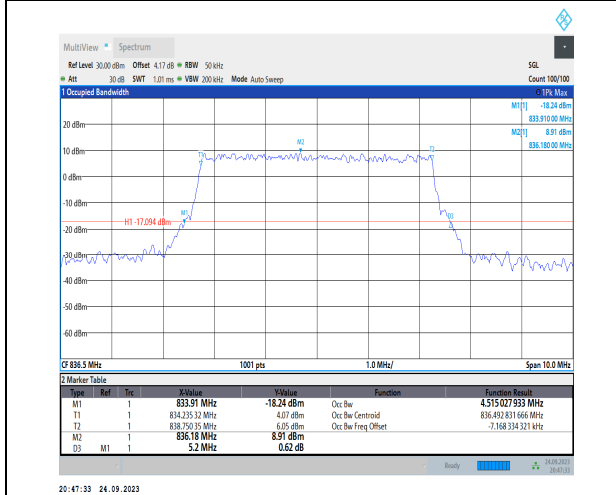 MultiView Spectrum
Ref Level 30.00 dBm Offset 4.17 dB RBW 50 kHz SGL
Att 30 dB SWT 1.01 ms VBW 200 kHz Mode Auto Sweep Count 100/100
1 Occupied Bandwidth 1Pk Max
M1[1] -18.24 dBm
833.91000 MHz
M2[1] 8.91 dBm
836.18000 MHz
20 dBm
M2
10 dBm
T1
T2
0 dBm
-10 dBm
M1
D3
H1 -17.094 dBm
-20 dBm
-30 dBm
-40 dBm
-50 dBm
-60 dBm
CF 836.5 MHz 1001 pts 1.0 MHz/ Span 10.0 MHz
2 Marker Table
Type Ref Trc X-Value Y-Value Function Function Result
M1 1 833.91 MHz -18.24 dBm Occ Bw 4.515 027 933 MHz
T1 1 834.235 32 MHz 4.07 dBm Occ Bw Centroid 836.492 831 666 MHz
T2 1 838.750 35 MHz 6.05 dBm Occ Bw Freq Offset -7.168 334 321 kHz
M2 1 836.18 MHz 8.91 dBm
D3 M1 1 5.2 MHz 0.62 dB
Ready 24.09.2023
20:47:33
20:47:33 24.09.2023